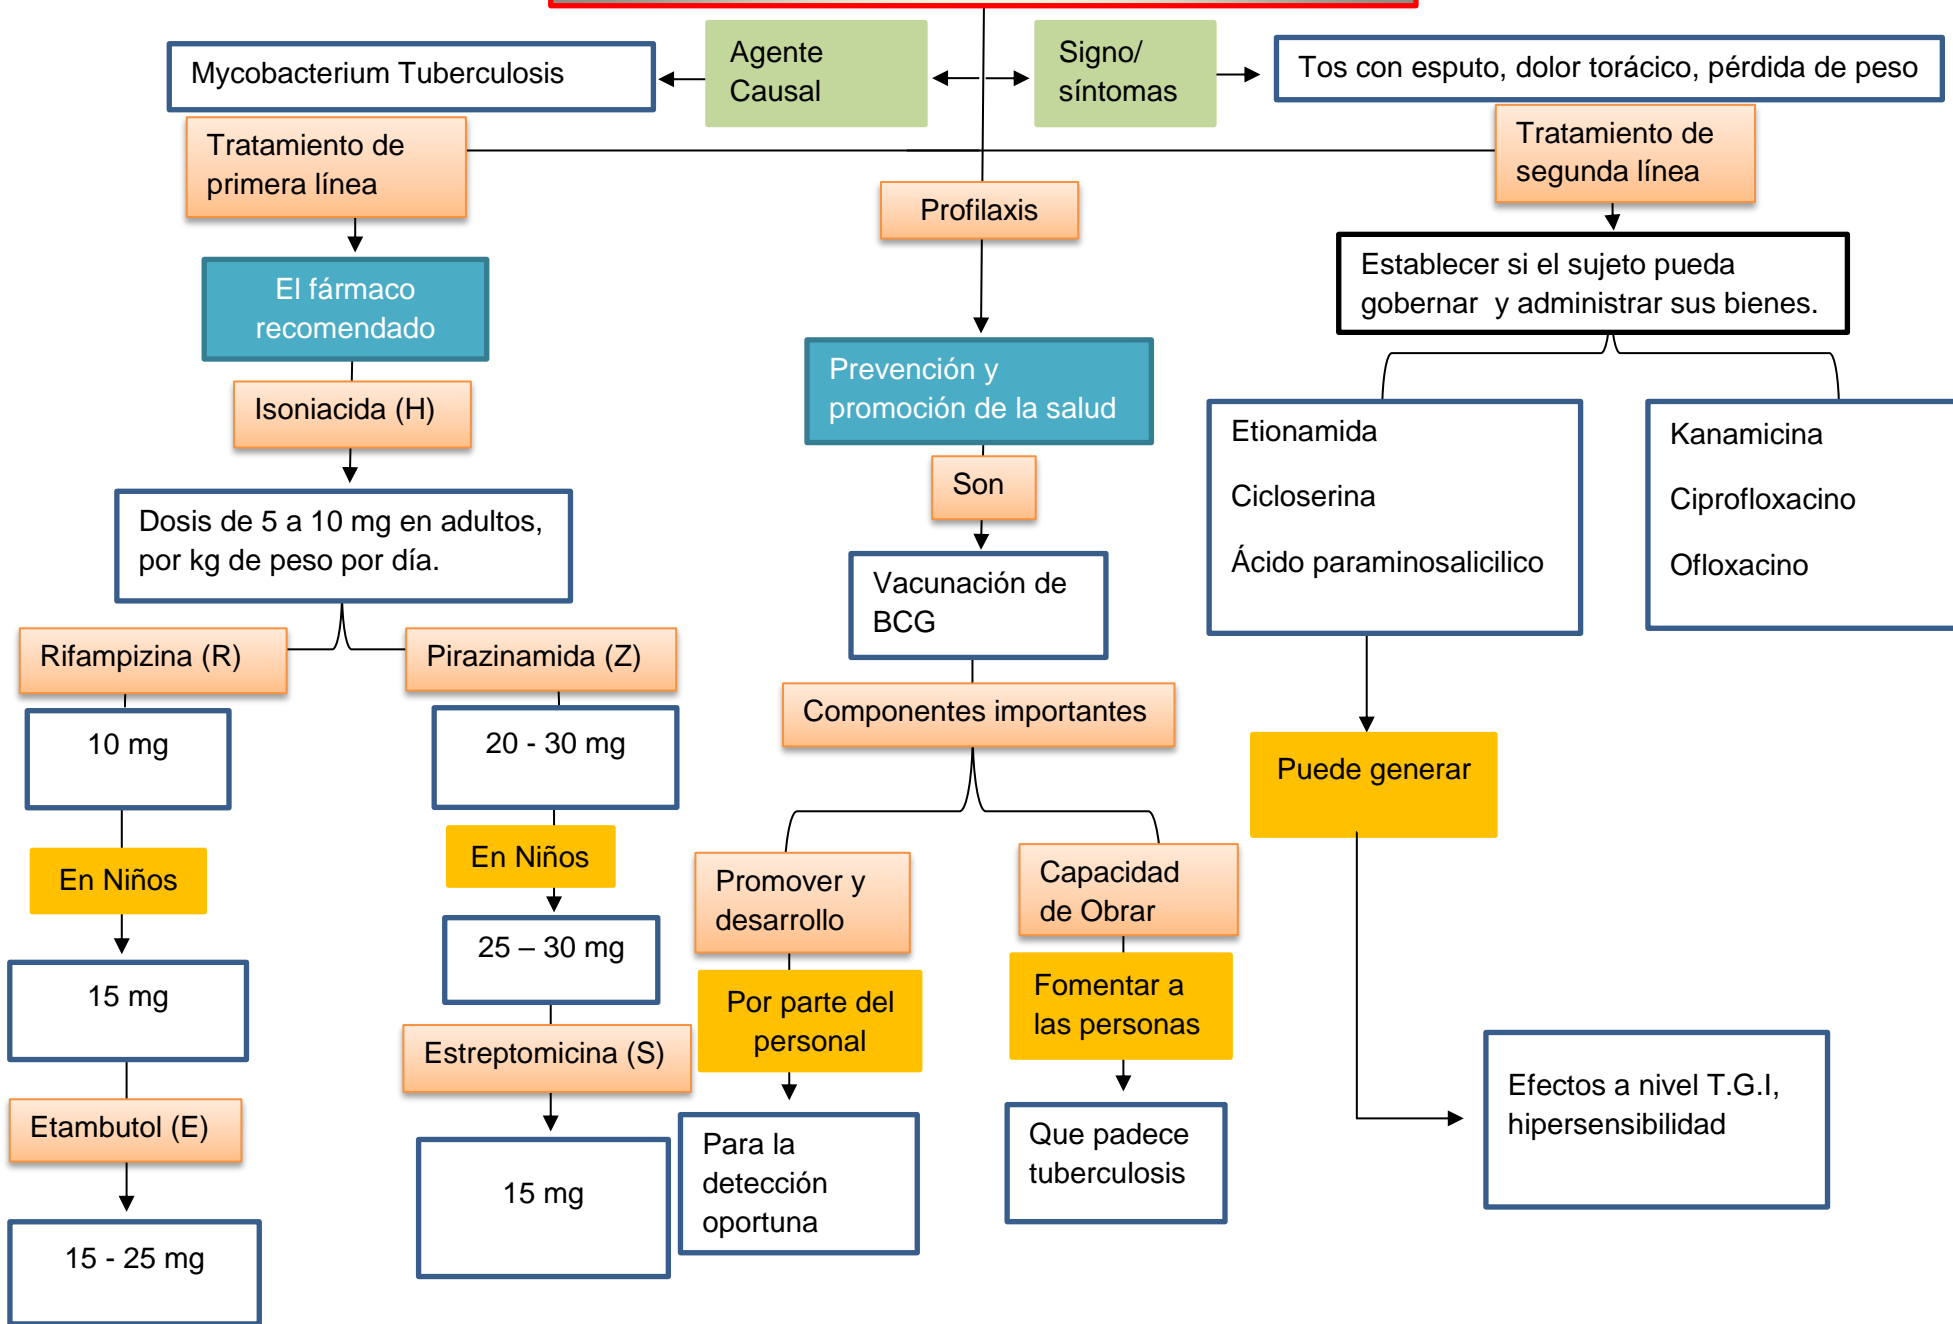 Agente
Causal
Signo/
síntomas
Mycobacterium Tuberculosis
Tos con esputo, dolor torácico, pérdida de peso
Tratamiento de
primera línea
Profilaxis
Tratamiento de
segunda línea
El fármaco
recomendado
Isoniacida (H)
Dosis de 5 a 10 mg en adultos,
por kg de peso por día.
Rifampizina (R)
10 mg
En Niños
15 mg
Etambutol (E)
15 - 25 mg
Pirazinamida (Z)
20 - 30 mg
En Niños
25 – 30 mg
Estreptomicina (S)
15 mg
Prevención y
promoción de la salud
Son
Vacunación de
BCG
Componentes importantes
Promover y
desarrollo
Por parte del
personal
Para la
detección
oportuna
Capacidad
de Obrar
Fomentar a
las personas
Que padece
tuberculosis
Establecer si el sujeto pueda
gobernar  y administrar sus bienes.
Etionamida
Cicloserina
Ácido paraminosalicilico
Kanamicina
Ciprofloxacino
Ofloxacino
Puede generar
Efectos a nivel T.G.I,
hipersensibilidad